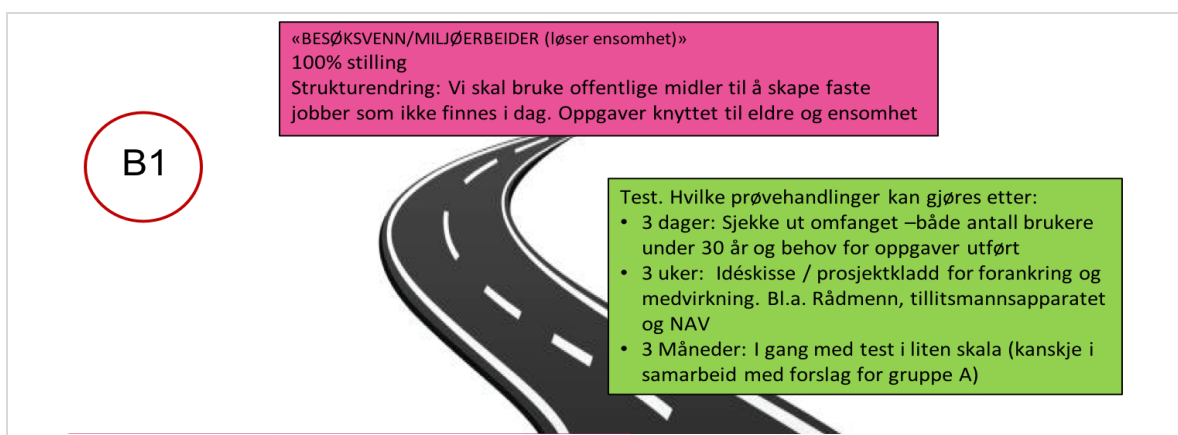 «BESØKSVENN/MILJØERBEIDER (løser ensomhet)»
100% stilling
Strukturendring: Vi skal bruke offentlige midler til å skape faste
jobber som ikke finnes i dag. Oppgaver knyttet til eldre og ensomhet
B1
Test. Hvilke prøvehandlinger kan gjøres etter:
• 3 dager: Sjekke ut omfanget –både antall brukere
under 30 år og behov for oppgaver utført
• 3 uker:  Idéskisse / prosjektkladd for forankring og
medvirkning. Bl.a. Rådmenn, tillitsmannsapparatet
og NAV
• 3 Måneder: I gang med test i liten skala (kanskje i
samarbeid med forslag for gruppe A)